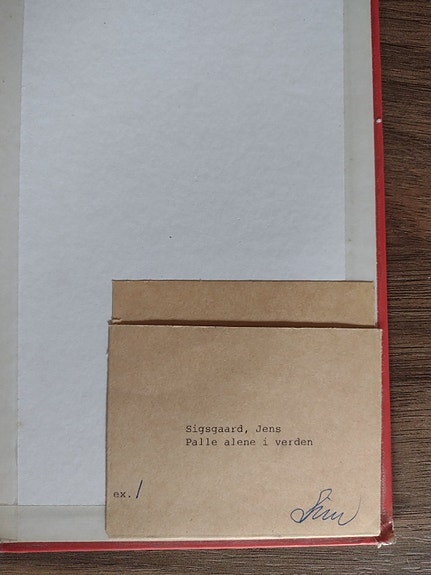 Sigsgaard, Jens
Palle alene i verden
ex. 1